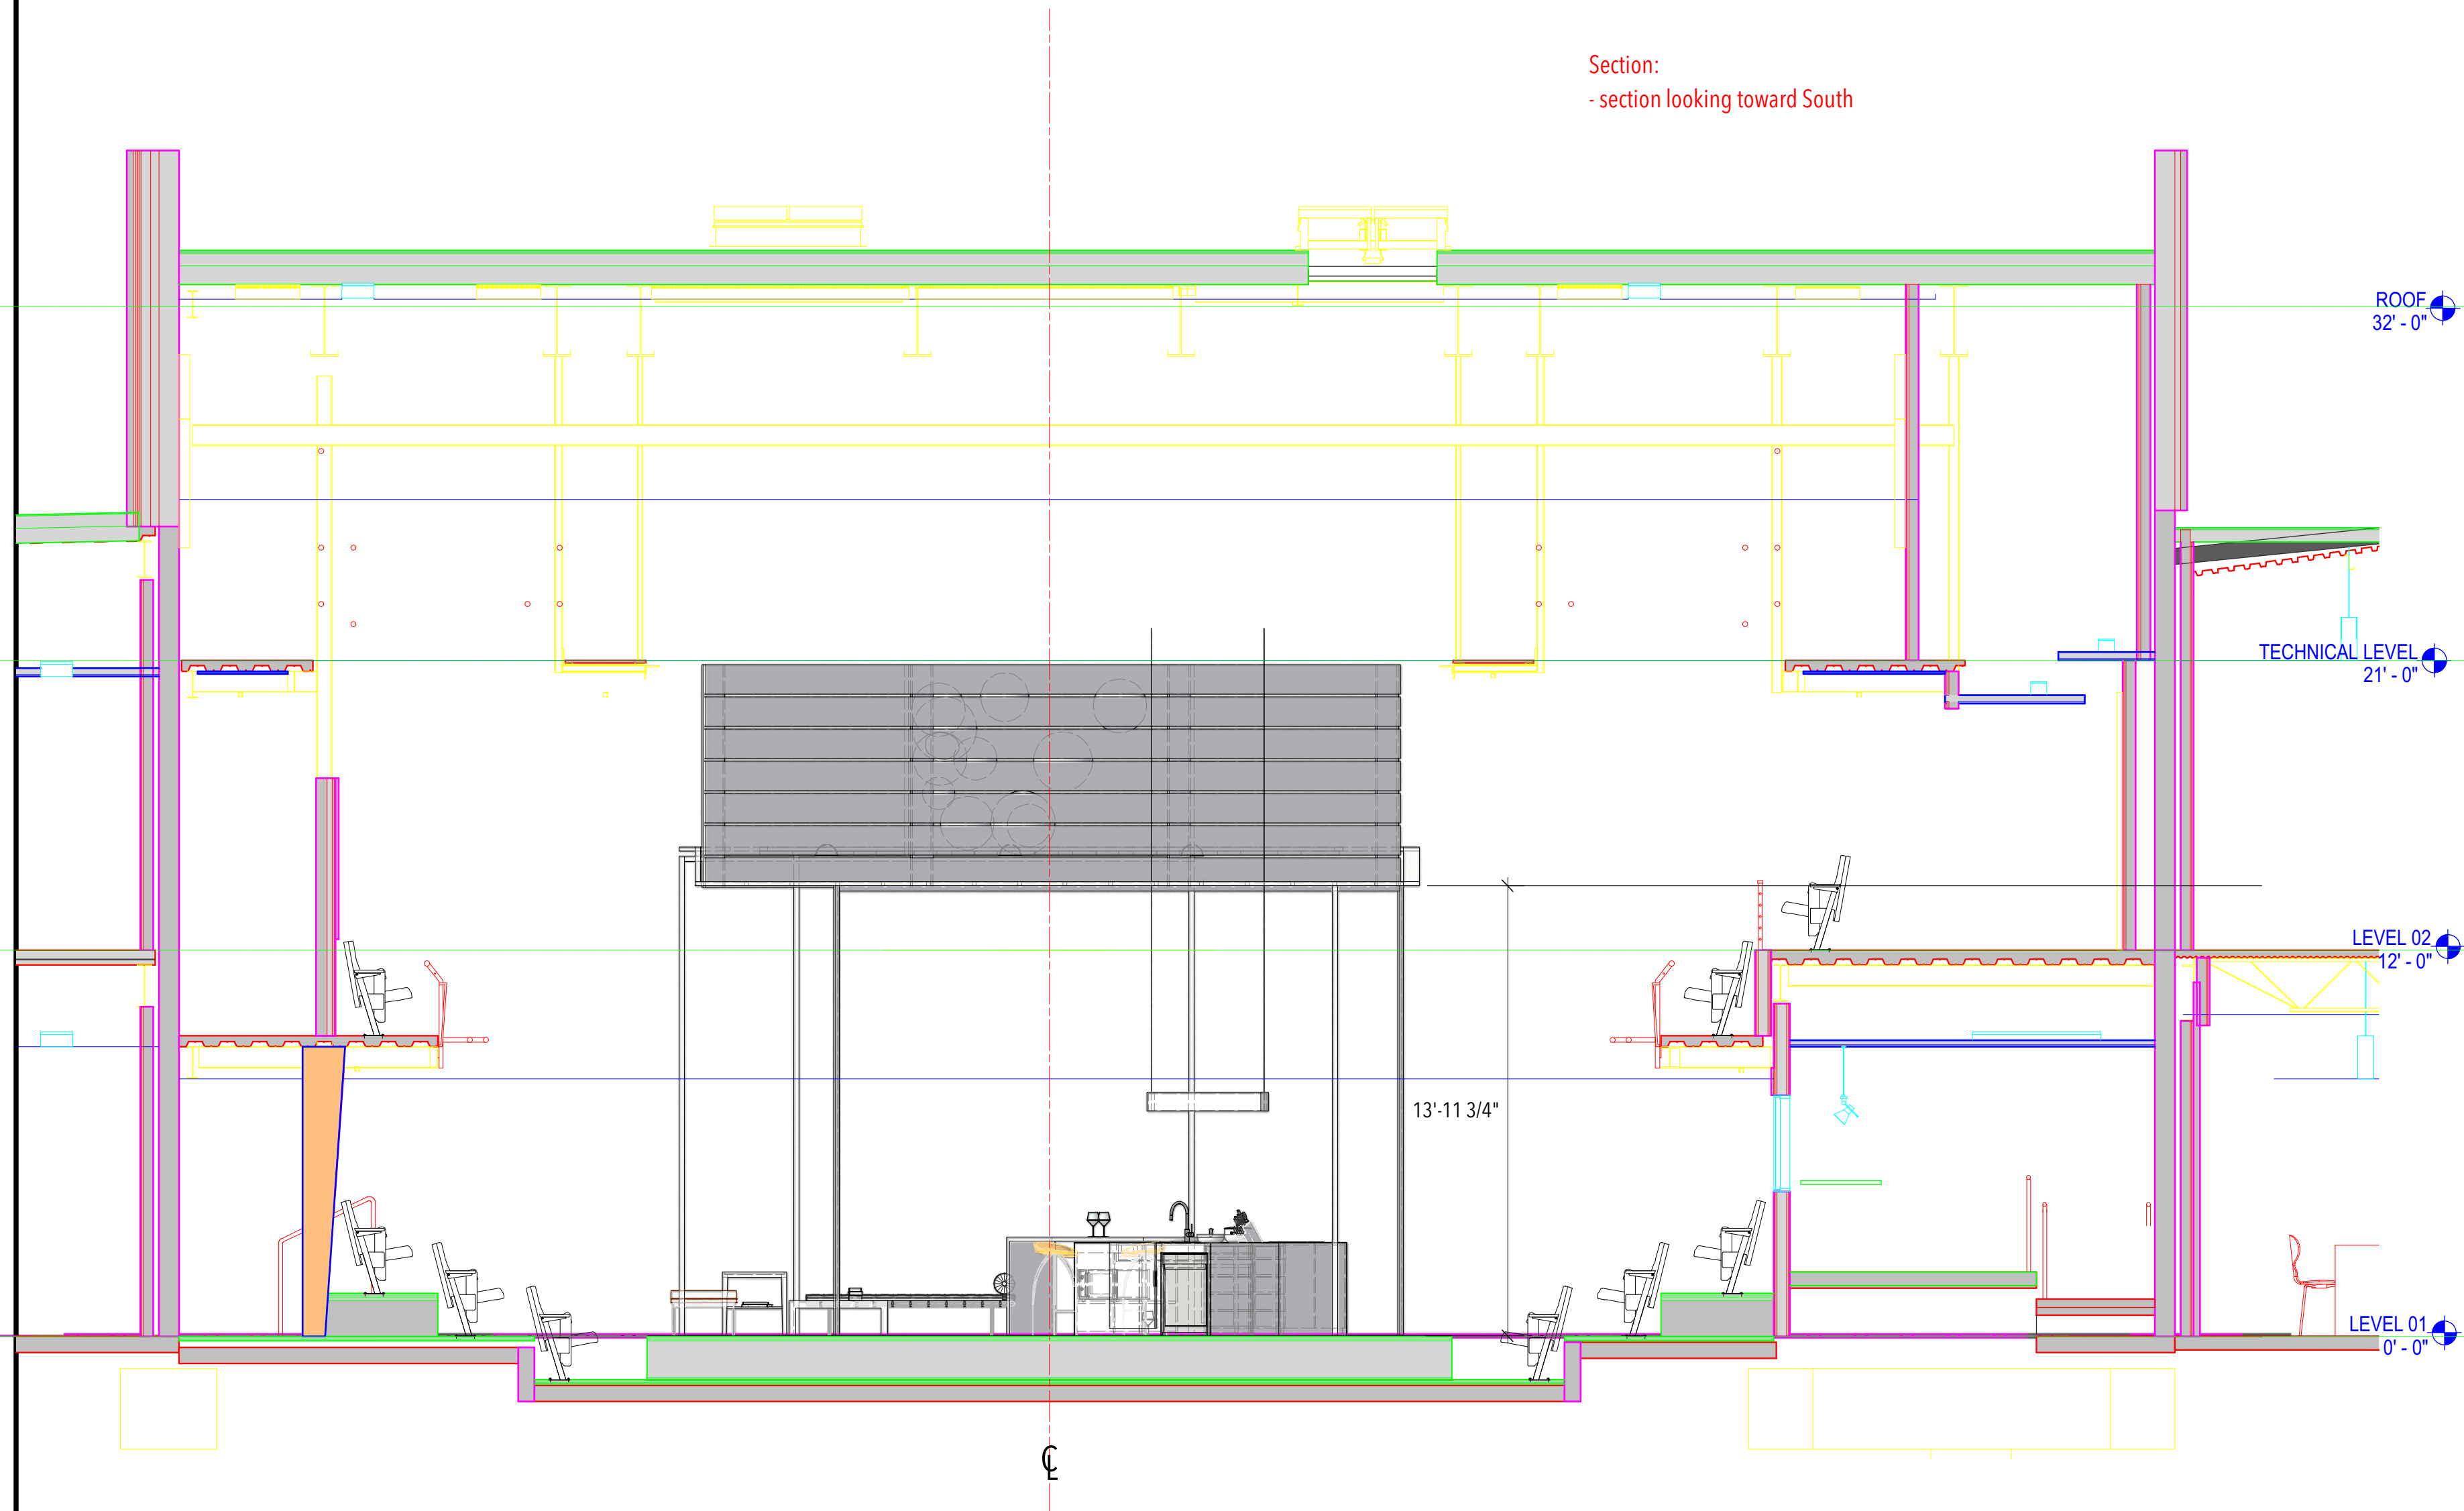 Section:
- section looking toward South
ROOF
32' - 0"
TECHNICAL LEVEL
21' - 0"
LEVEL 02
12' - 0"
13'-11 3/4"
LEVEL 01
0' - 0"
℄